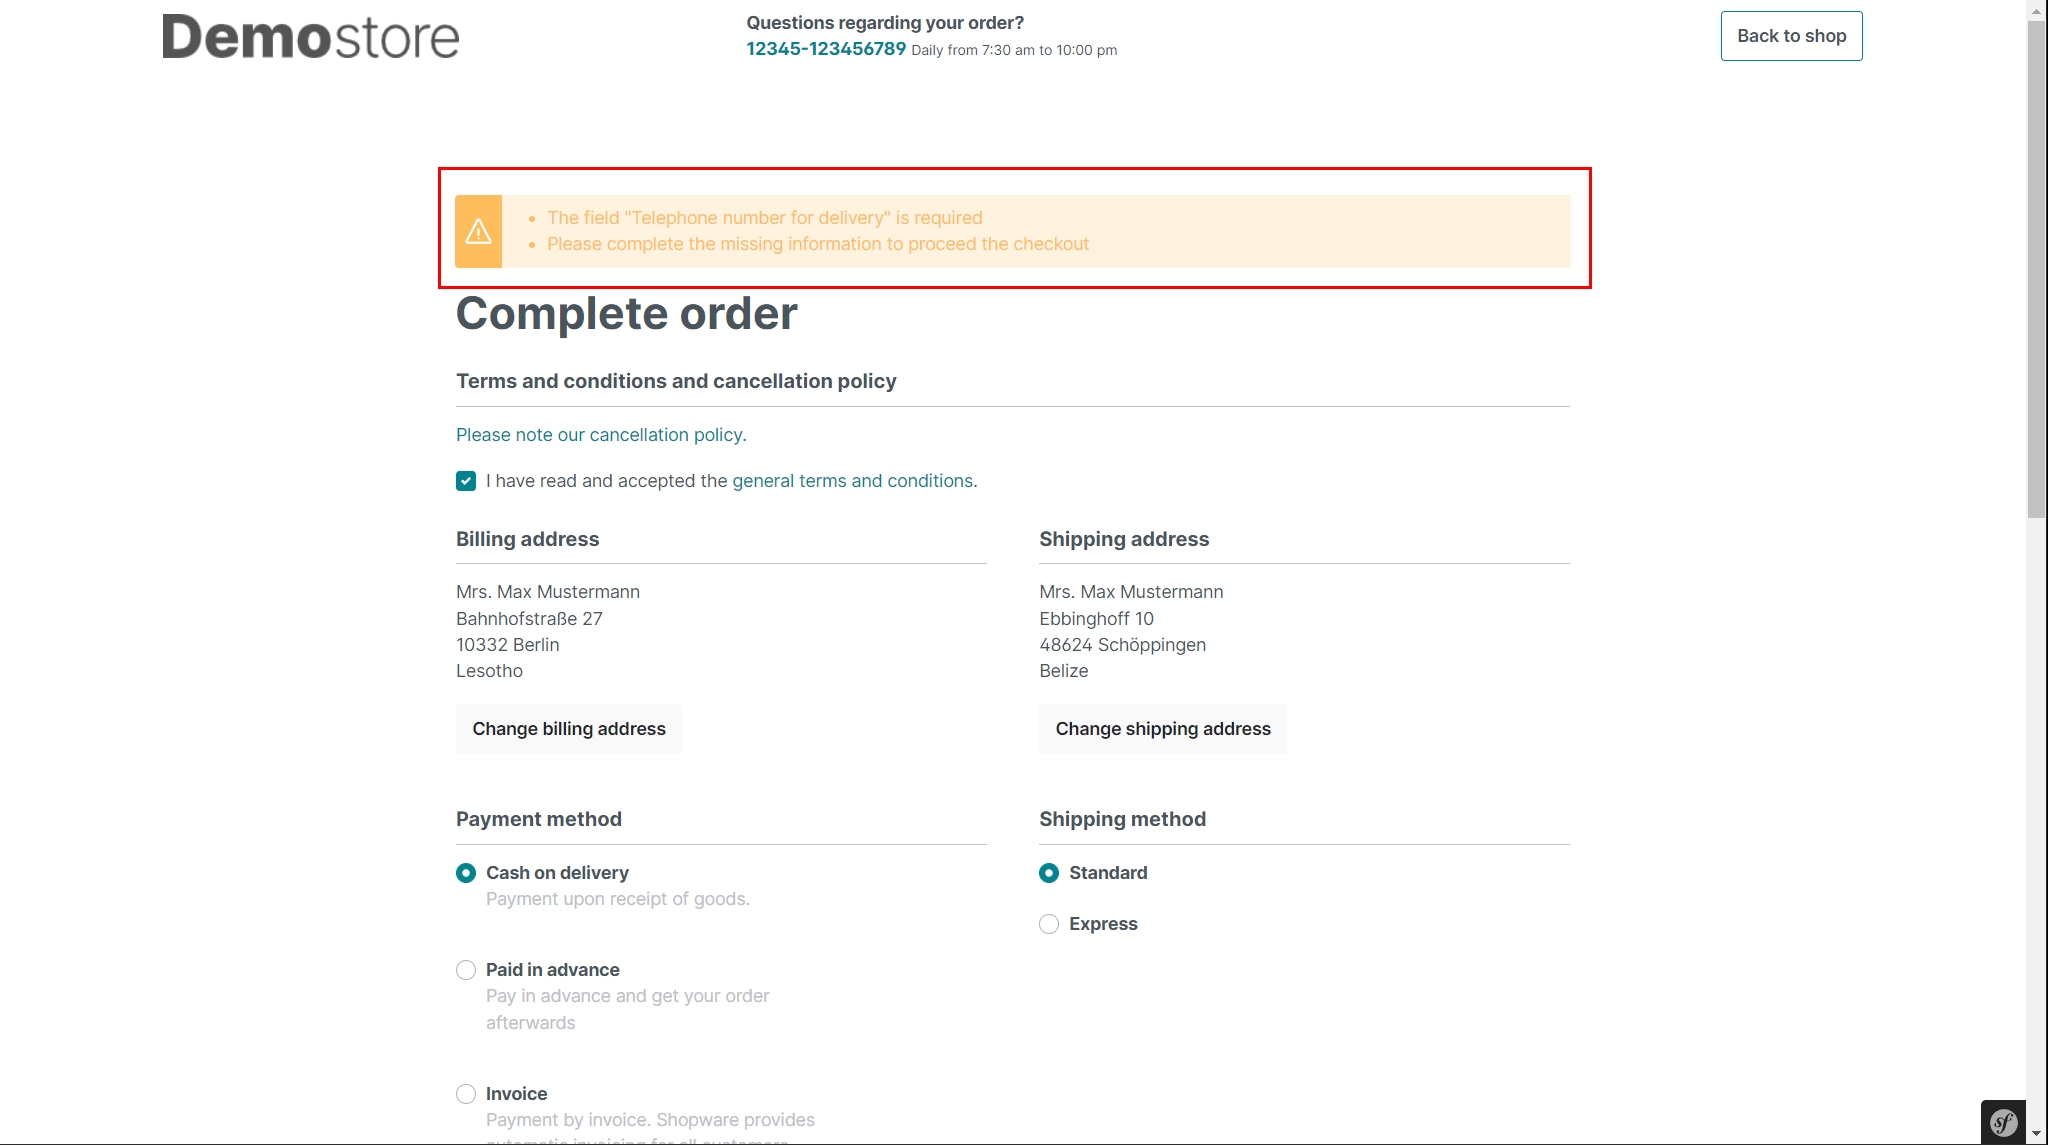 Demostore
Questions regarding your order?
12345-123456789 Daily from 7:30 am to 10:00 pm
Back to shop
The field "Telephone number for delivery" is required
Please complete the missing information to proceed the checkout
Complete order
Terms and conditions and cancellation policy
Please note our cancellation policy.
I have read and accepted the general terms and conditions.
Billing address
Mrs. Max Mustermann
Bahnhofstraße 27
10332 Berlin
Lesotho
Change billing address
Shipping address
Mrs. Max Mustermann
Ebbinghoff 10
48624 Schöppingen
Belize
Change shipping address
Payment method
Cash on delivery
Payment upon receipt of goods.
Paid in advance
Pay in advance and get your order
afterwards
Invoice
Payment by invoice. Shopware provides
automatic invoicing for all customers
Shipping method
Standard
Express
sf